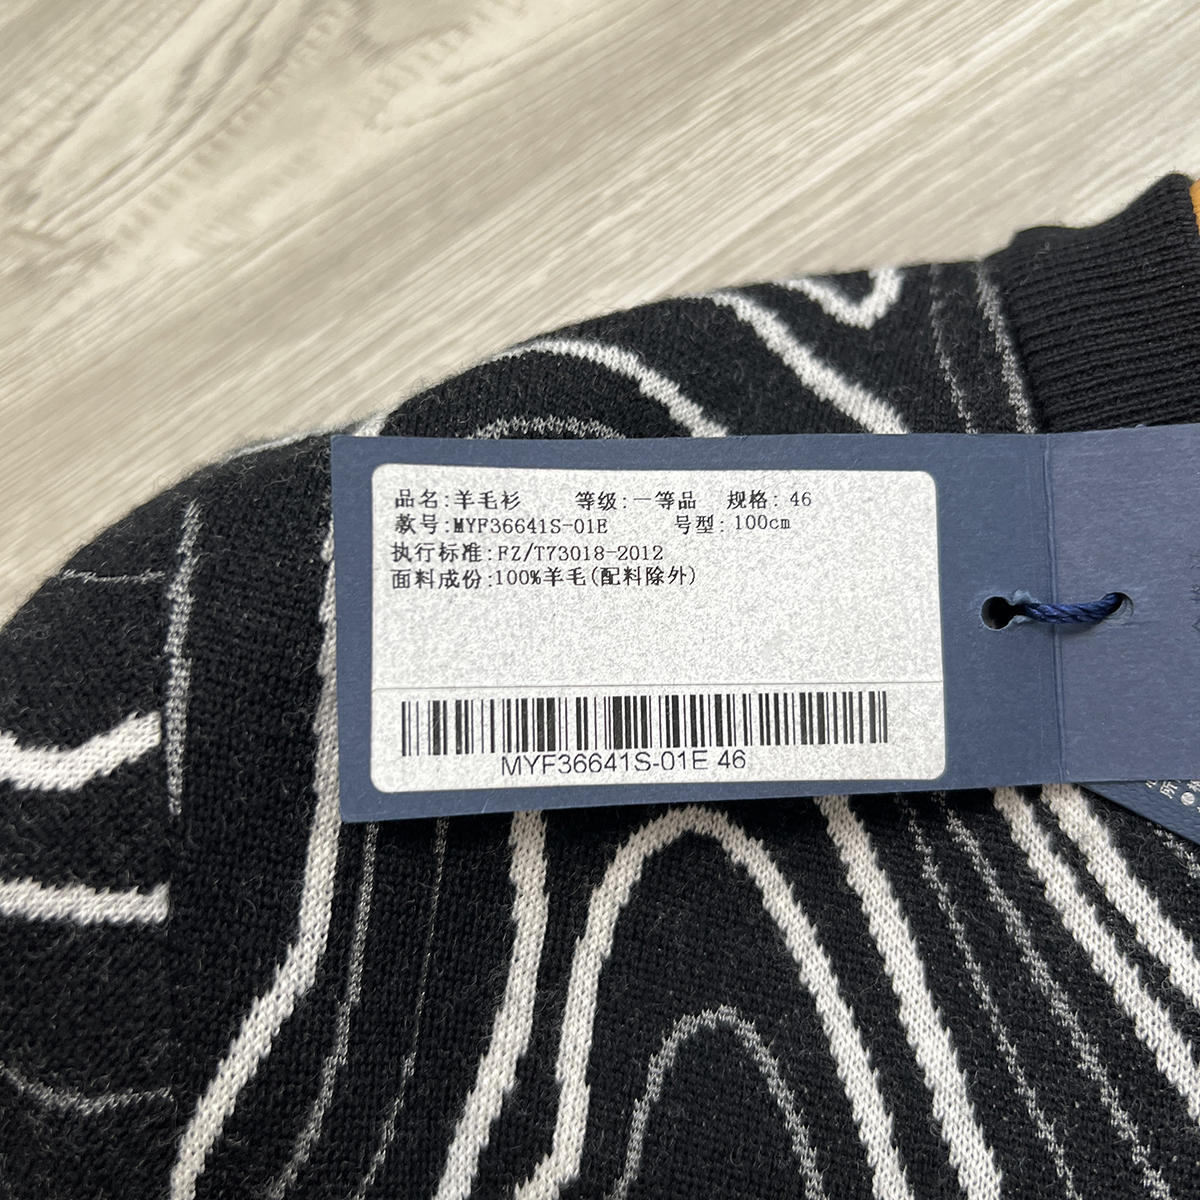 品名:羊毛衫 等级:一等品 规格: 46
款号:MYF36641S-01E 号型: 100cm
执行标准:FZ/T73018-2012
面料成份:100%羊毛(配料除外)
MYF36641S-01E 46
所